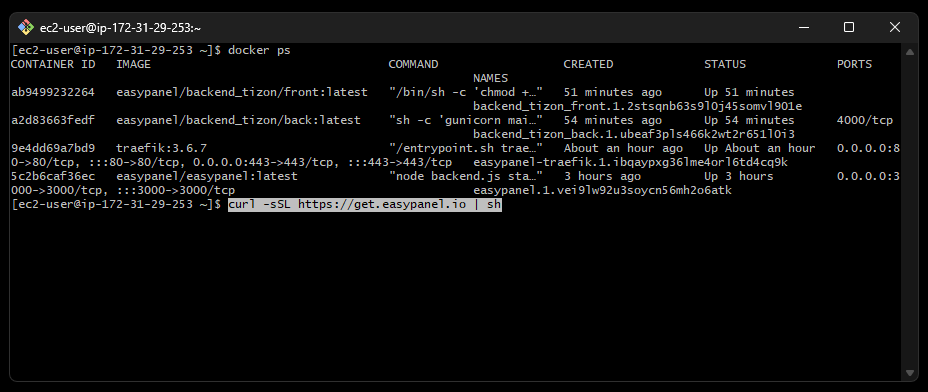 ec2-user@ip-172-31-29-253:~
[ec2-user@ip-172-31-29-253 ~]$ docker ps
CONTAINER ID   IMAGE                                 COMMAND                  CREATED             STATUS             PORTS
NAMES
ab9499232264   easypanel/backend_tizon/front:latest   "/bin/sh -c 'chmod +…"   51 minutes ago      Up 51 minutes
backend_tizon_front.1.2stsqnb63s9l0j45somvl901e
a2d83663fedf   easypanel/backend_tizon/back:latest    "sh -c 'gunicorn mai…"   54 minutes ago      Up 54 minutes      4000/tcp
backend_tizon_back.1.ubeaf3pls466k2wt2r651l0i3
9e4dd69a7bd9   traefik:3.6.7                          "/entrypoint.sh trae…"   About an hour ago   Up About an hour   0.0.0.0:8
0->80/tcp, :::80->80/tcp, 0.0.0.0:443->443/tcp, :::443->443/tcp   easypanel-traefik.1.ibqaypxg36lme4orl6td4cq9k
5c2b6caf36ec   easypanel/easypanel:latest             "node backend.js sta…"   3 hours ago         Up 3 hours         0.0.0.0:3
000->3000/tcp, :::3000->3000/tcp                      easypanel.1.vei9lw92u3soycn56mh2o6atk
[ec2-user@ip-172-31-29-253 ~]$ curl -sSL https://get.easypanel.io | sh